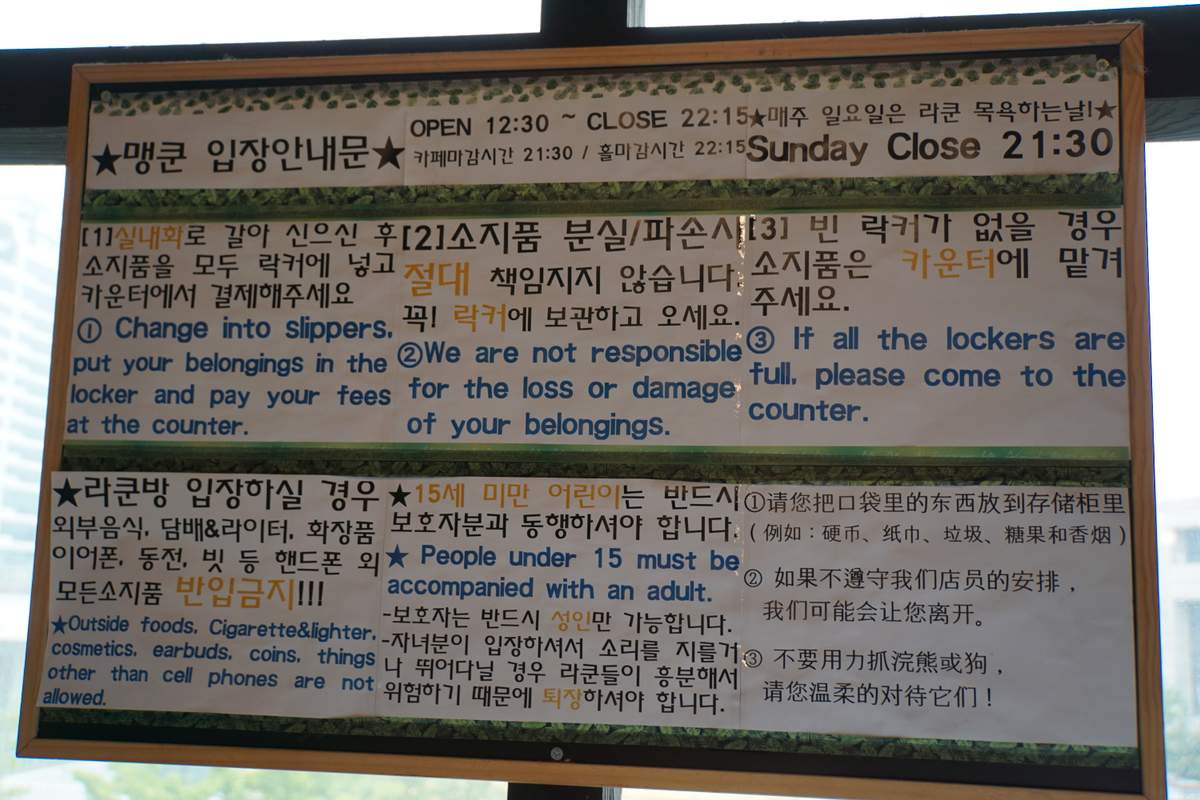 ★맹쿤 입장안내문★
OPEN 12:30 ~ CLOSE 22:15
카페마감시간 21:30 / 홀마감시간 22:15
★매주 일요일은 라쿤 목욕하는날!★
Sunday Close 21:30
[1]실내화로 갈아 신으신 후
소지품을 모두 락커에 넣고
카운터에서 결제해주세요
① Change into slippers,
put your belongings in the
locker and pay your fees
at the counter.
[2]소지품 분실/파손시
절대 책임지지 않습니다
꼭! 락커에 보관하고 오세요.
②We are not responsible
for the loss or damage
of your belongings.
[3] 빈 락커가 없을 경우
소지품은 카운터에 맡겨
주세요.
③ If all the lockers are
full, please come to the
counter.
★라쿤방 입장하실 경우
외부음식, 담배&라이터, 화장품
이어폰, 동전, 빗 등 핸드폰 외
모든소지품 반입금지!!!
★Outside foods, Cigarette&lighter,
cosmetics, earbuds, coins, things
other than cell phones are not
allowed.
★15세 미만 어린이는 반드시
보호자분과 동행하셔야 합니다.
★ People under 15 must be
accompanied with an adult.
-보호자는 반드시 성인만 가능합니다.
-자녀분이 입장하셔서 소리를 지를거
나 뛰어다닐 경우 라쿤들이 흥분해서
위험하기 때문에 퇴장하셔야 합니다.
①请您把口袋里的东西放到存储柜里
(例如：硬币、纸巾、垃圾、糖果和香烟)
② 如果不遵守我们店员的安排，
我们可能会让您离开。
③ 不要用力抓浣熊或狗，
请您温柔的对待它们！